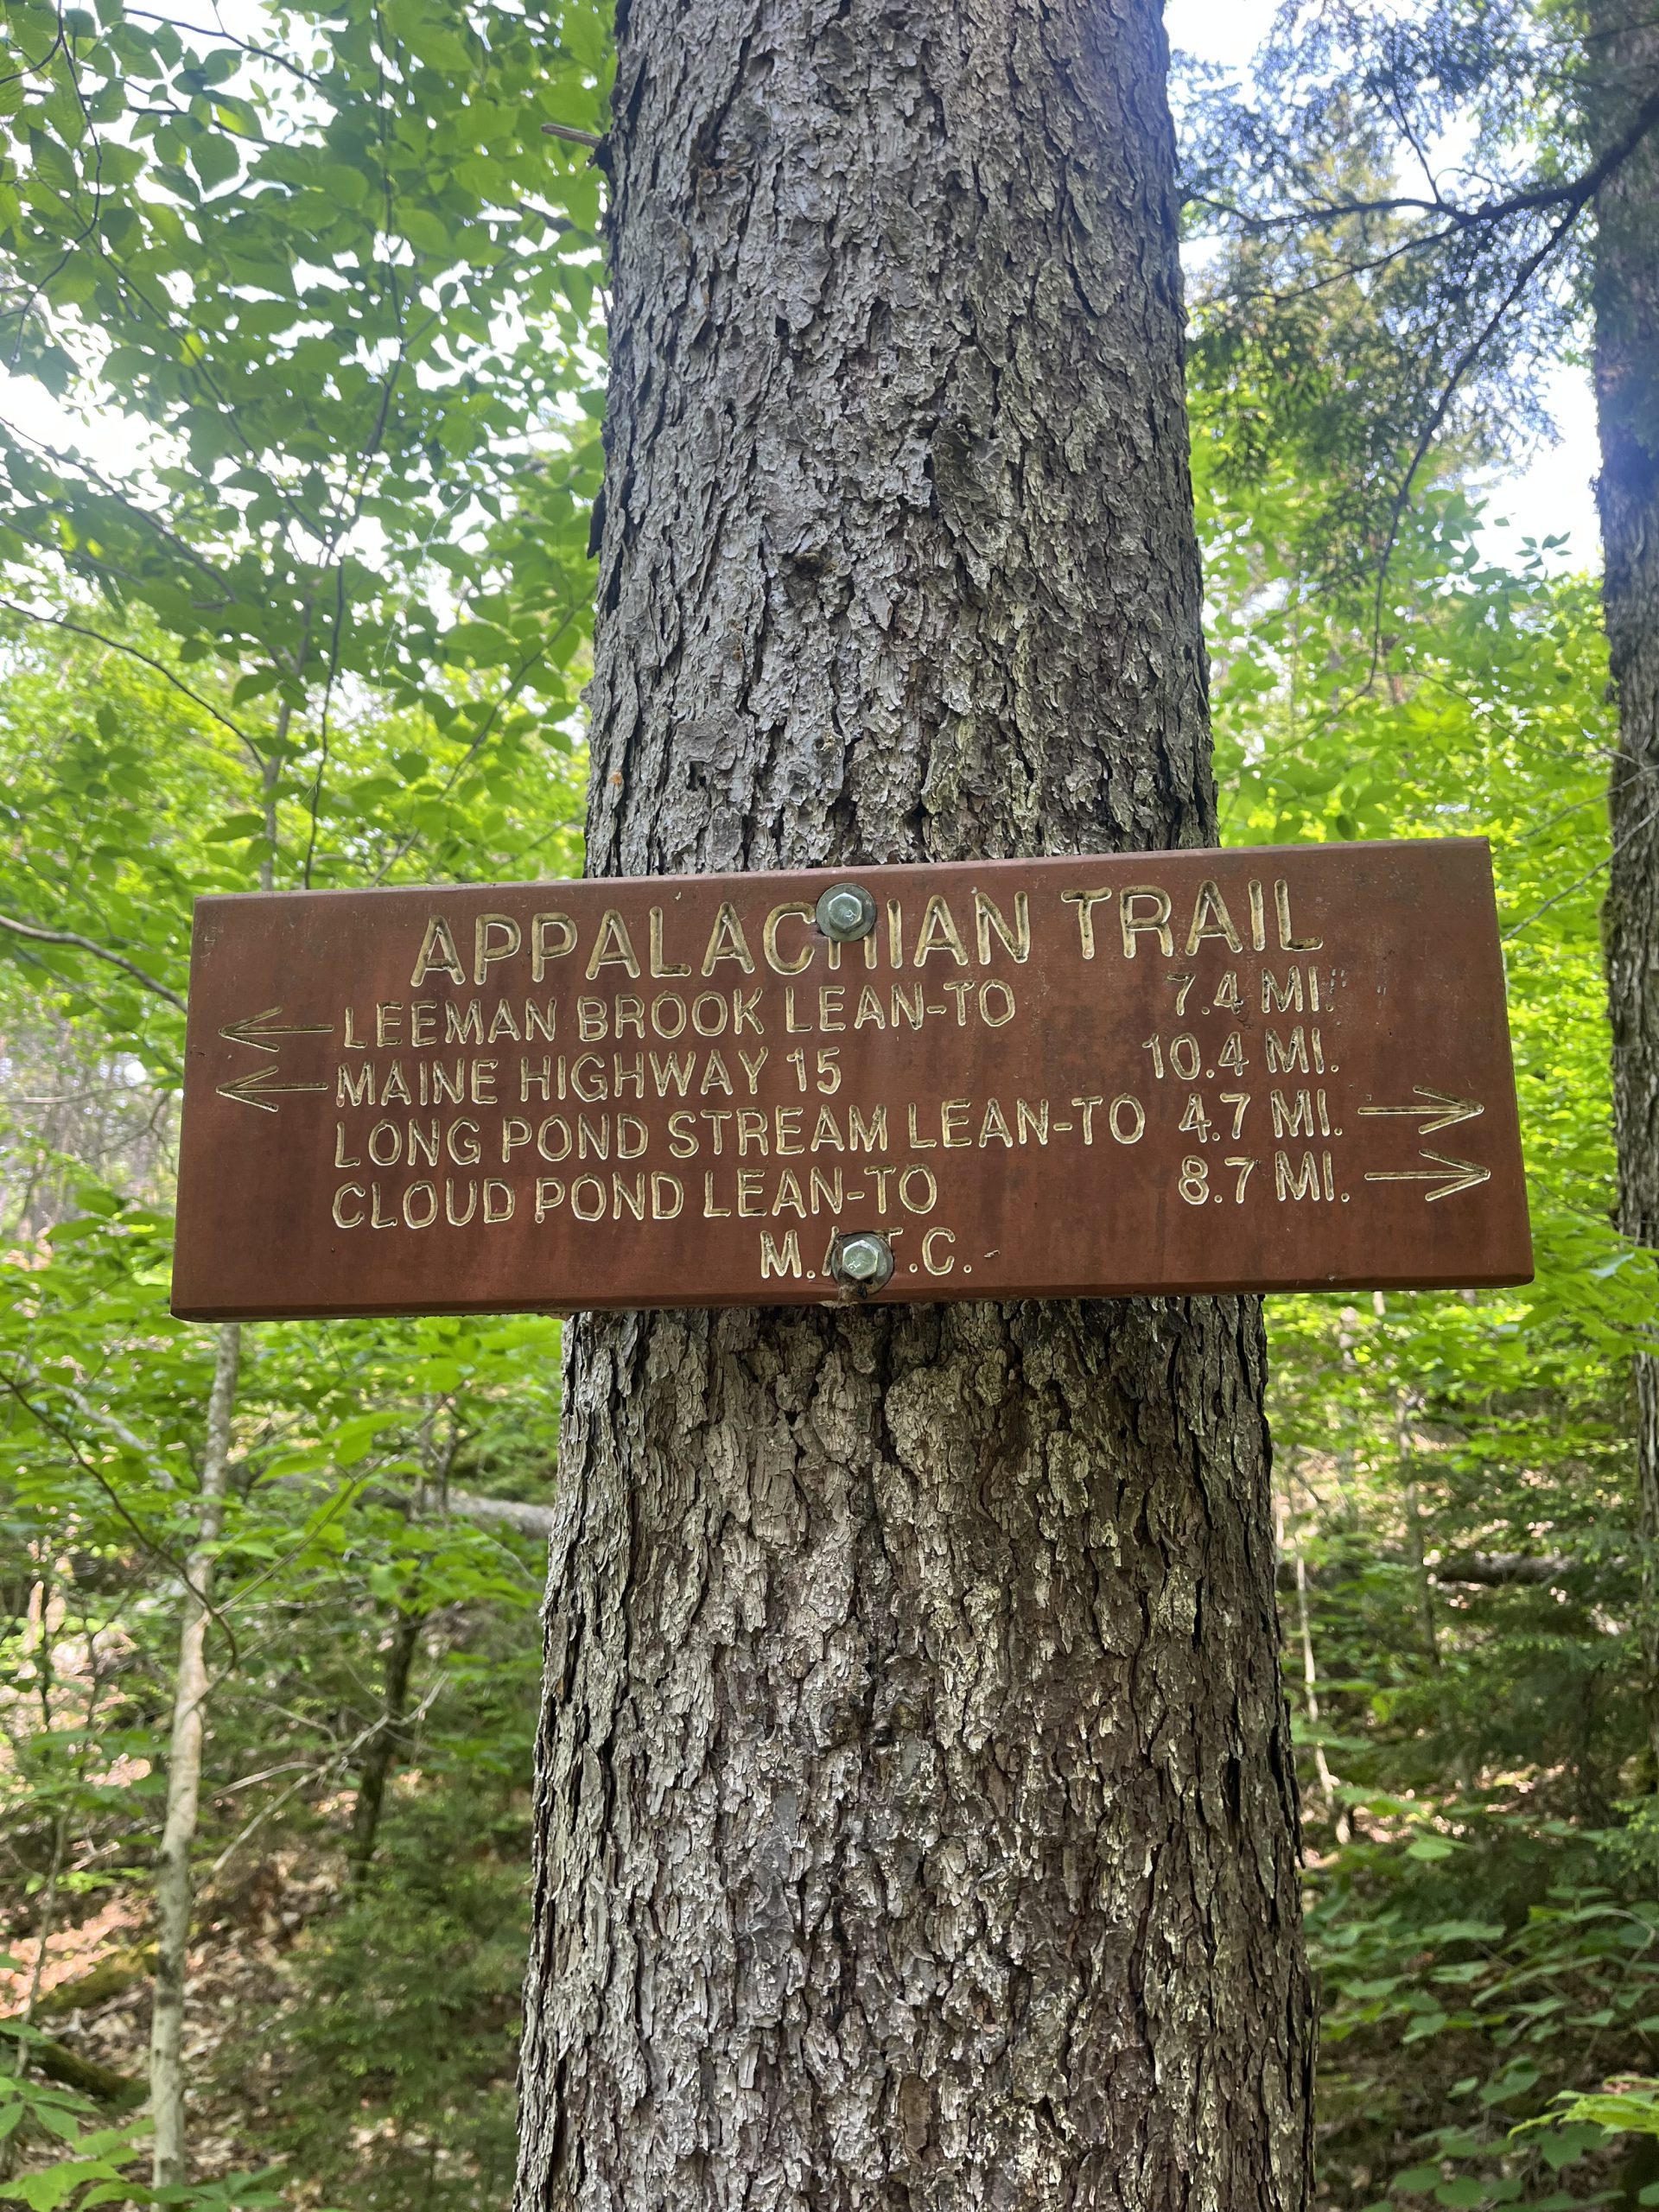 APPALACHIAN TRAIL
← LEEMAN BROOK LEAN-TO 7.4 MI.
← MAINE HIGHWAY 15 10.4 MI.
LONG POND STREAM LEAN-TO 4.7 MI. →
CLOUD POND LEAN-TO 8.7 MI. →
M.A.T.C.